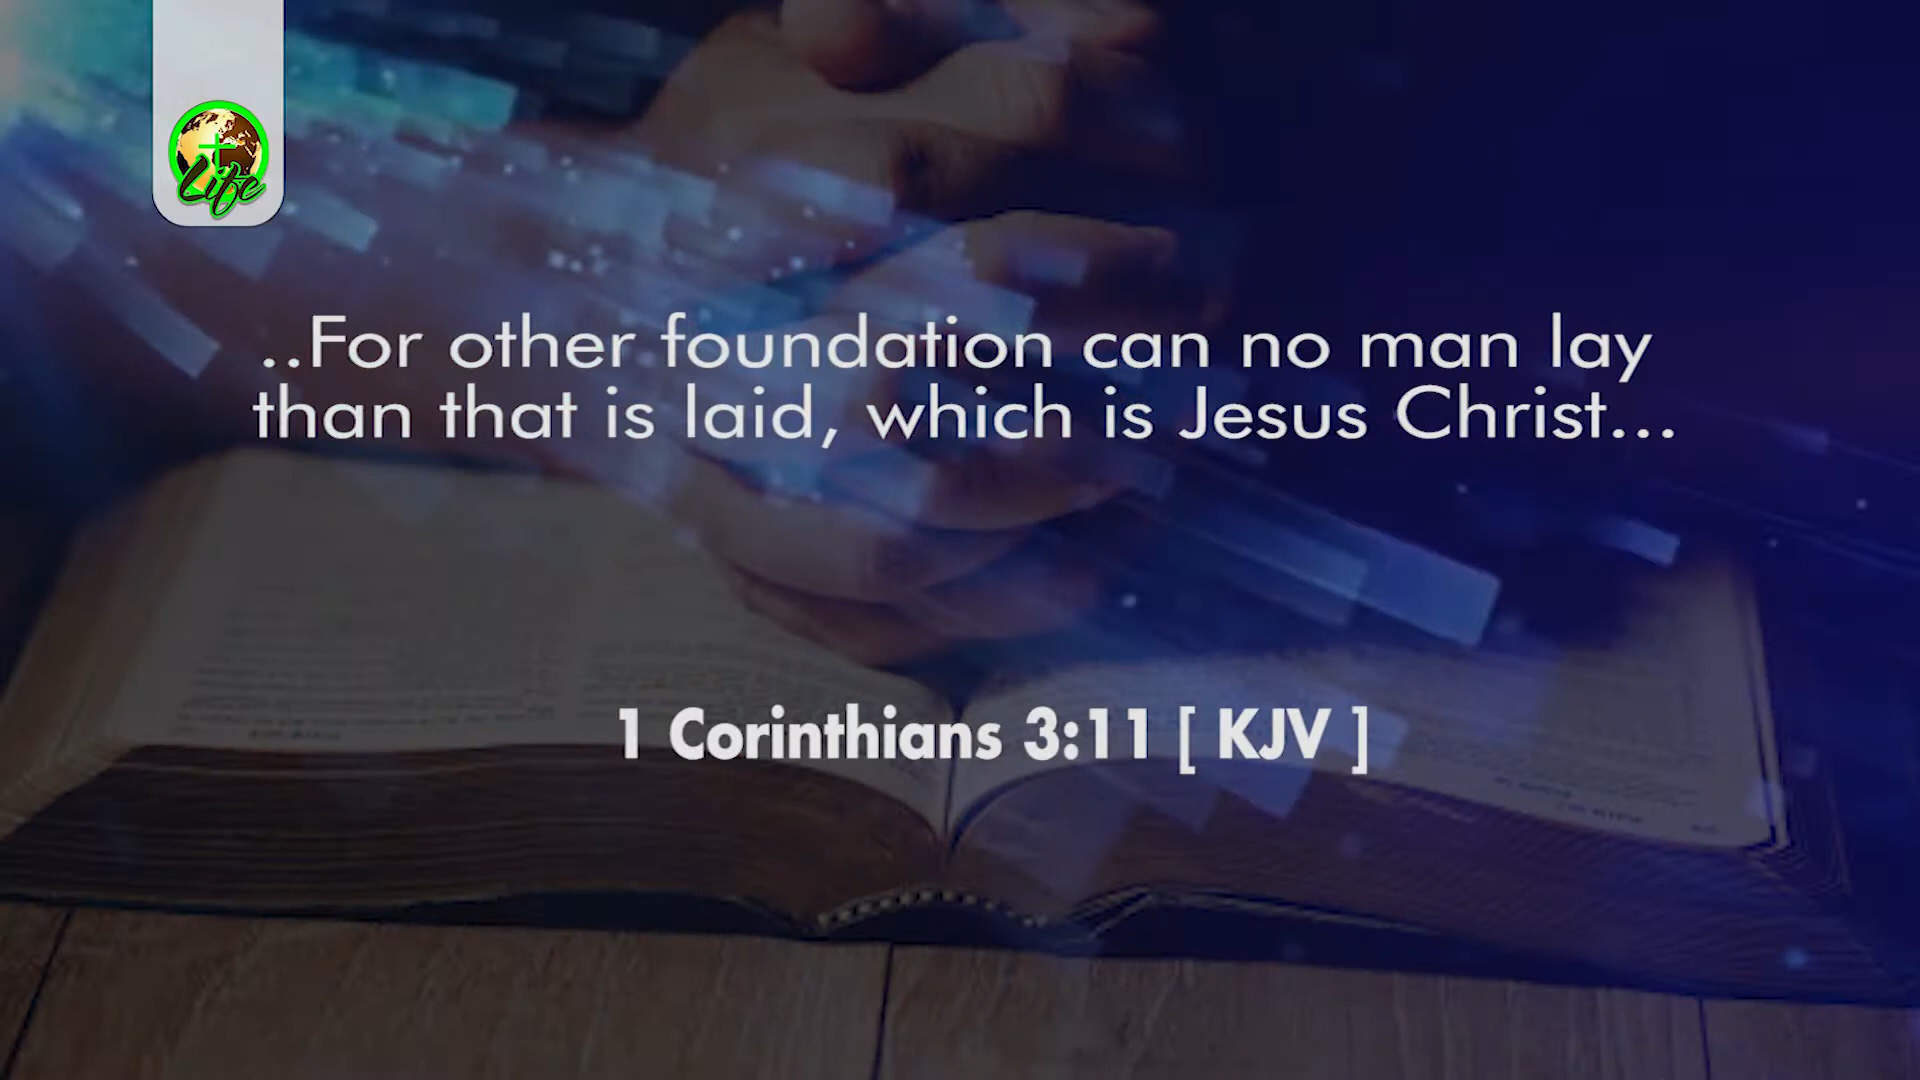 Life
..For other foundation can no man lay
than that is laid, which is Jesus Christ...
1 Corinthians 3:11 [ KJV ]